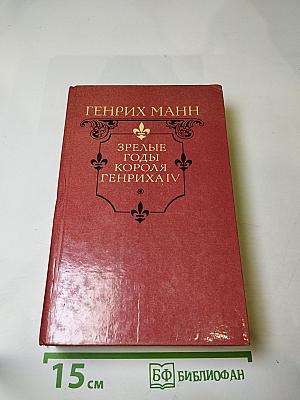 ГЕНРИХ МАНН
ЗРЕЛЫЕ
ГОДЫ
КОРОЛЯ
ГЕНРИХА IV
15 см
БФ БИБЛИОФАН